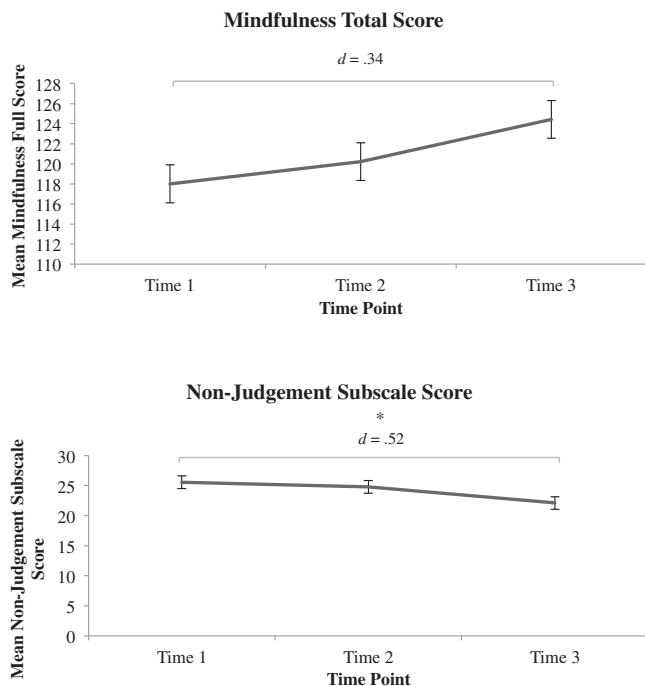 Mindfulness Total Score
d = .34
Mean Mindfulness Full Score
128
126
124
122
120
118
116
114
112
110
Time 1 Time 2 Time 3
Time Point
Non-Judgement Subscale Score
*
d = .52
Mean Non-Judgement Subscale
Score
30
25
20
15
10
5
0
Time 1 Time 2 Time 3
Time Point